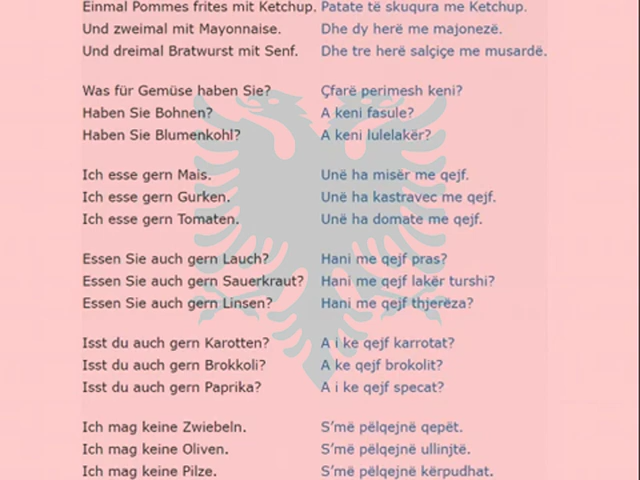 Einmal Pommes frites mit Ketchup. Patate të skuqura me Ketchup.
Und zweimal mit Mayonnaise. Dhe dy herë me majonezë.
Und dreimal Bratwurst mit Senf. Dhe tre herë salçiçe me musardë.
Was für Gemüse haben Sie? Çfarë perimesh keni?
Haben Sie Bohnen? A keni fasule?
Haben Sie Blumenkohl? A keni lulelakër?
Ich esse gern Mais. Unë ha misër me qejf.
Ich esse gern Gurken. Unë ha kastravec me qejf.
Ich esse gern Tomaten. Unë ha domate me qejf.
Essen Sie auch gern Lauch? Hani me qejf pras?
Essen Sie auch gern Sauerkraut? Hani me qejf lakër turshi?
Essen Sie auch gern Linsen? Hani me qejf thjerëza?
Isst du auch gern Karotten? A i ke qejf karrotat?
Isst du auch gern Brokkoli? A ke qejf brokolit?
Isst du auch gern Paprika? A i ke qejf specat?
Ich mag keine Zwiebeln. S’më pëlqejnë qepët.
Ich mag keine Oliven. S’më pëlqejnë ullinjtë.
Ich mag keine Pilze. S’më pëlqejnë kërpudhat.